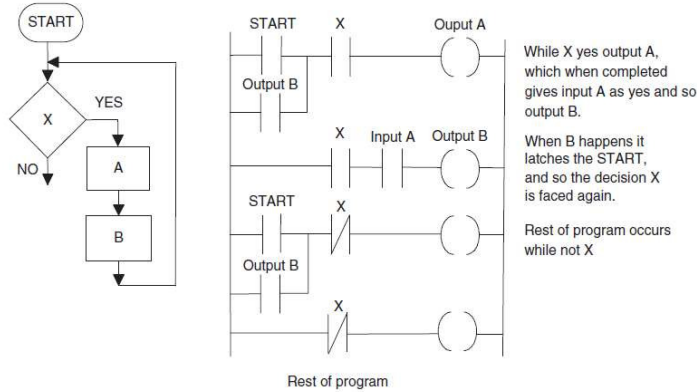 START
X
YES
NO
A
B
START
X
Ouput A
Output B
X
Input A
Output B
START
X
Output B
X
Rest of program
While X yes output A,
which when completed
gives input A as yes and so
output B.
When B happens it
latches the START,
and so the decision X
is faced again.
Rest of program occurs
while not X